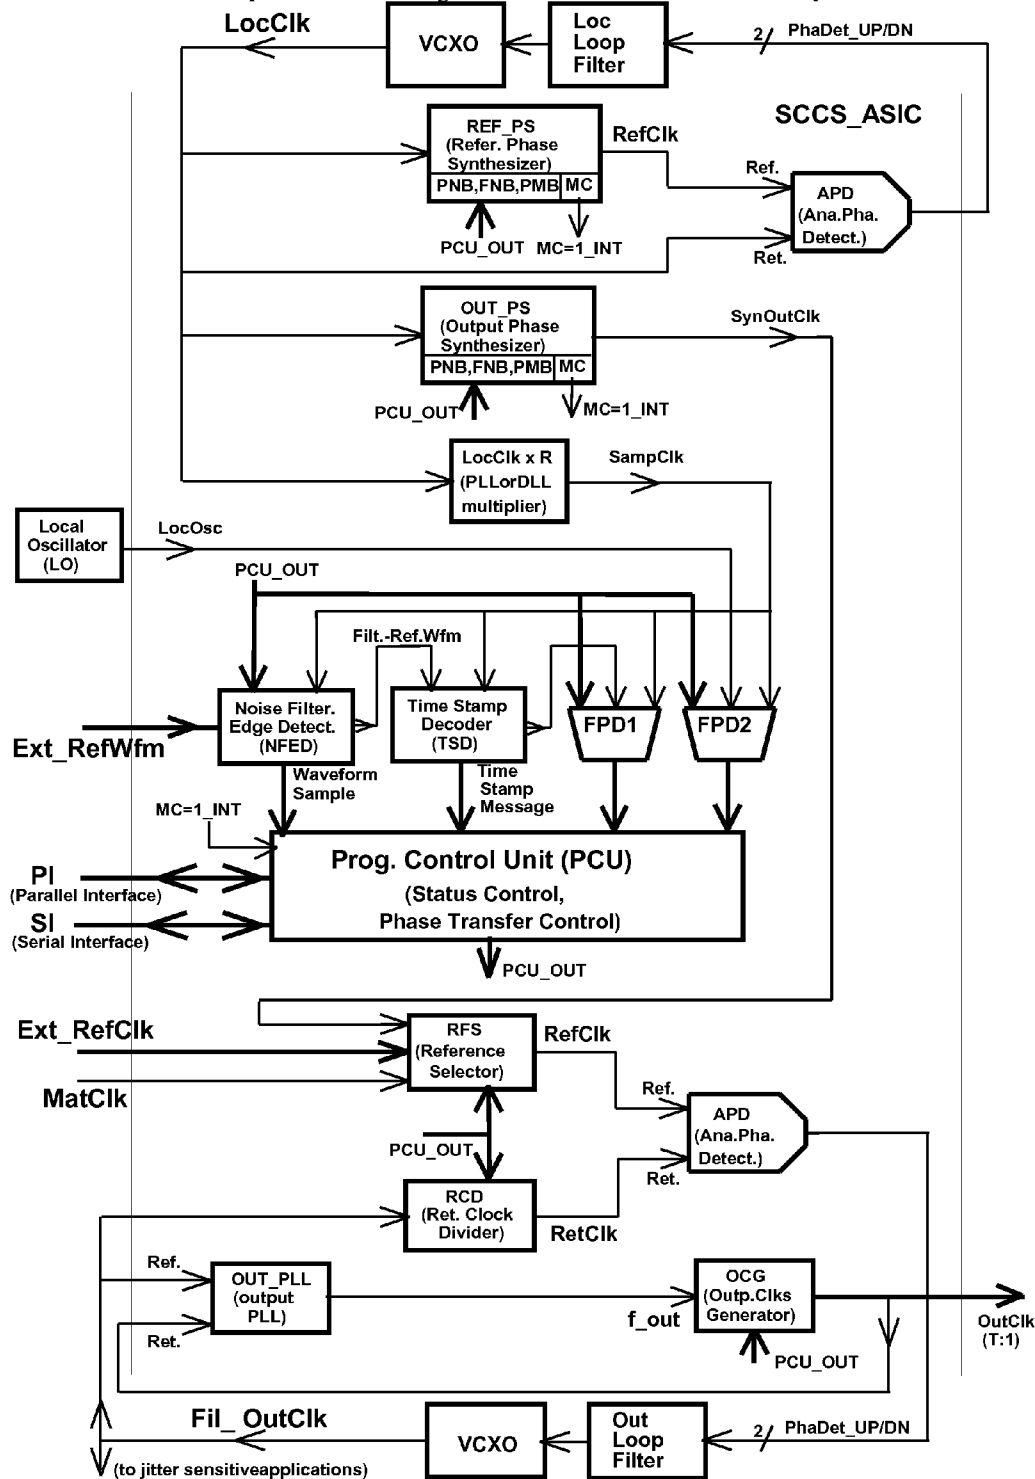 LocClk
VCXO
Loc
Loop
Filter
2
PhaDet_UP/DN
SCCS_ASIC
REF_PS
(Refer. Phase
Synthesizer)
PNB,FNB,PMB
MC
RefClk
PCU_OUT
MC=1_INT
Ref.
APD
(Ana.Pha.
Detect.)
Ret.
OUT_PS
(Output Phase
Synthesizer)
PNB,FNB,PMB
MC
SynOutClk
PCU_OUT
MC=1_INT
LocClk x R
(PLLorDLL
multiplier)
SampClk
Local
Oscillator
(LO)
LocOsc
PCU_OUT
Filt.-Ref.Wfm
Noise Filter.
Edge Detect.
(NFED)
Time Stamp
Decoder
(TSD)
FPD1
FPD2
Ext_RefWfm
Waveform
Sample
Time
Stamp
Message
MC=1_INT
Prog. Control Unit (PCU)
(Status Control,
Phase Transfer Control)
PI
(Parallel Interface)
SI
(Serial Interface)
PCU_OUT
Ext_RefClk
RFS
(Reference
Selector)
RefClk
MatClk
Ref.
APD
(Ana.Pha.
Detect.)
PCU_OUT
Ret.
RCD
(Ret. Clock
Divider)
RetClk
Ref.
OUT_PLL
(output
PLL)
Ret.
f_out
OCG
(Outp.Clks
Generator)
OutClk
(T:1)
PCU_OUT
Fil_ OutClk
VCXO
Out
Loop
Filter
2
PhaDet_UP/DN
(to jitter sensitiveapplications)